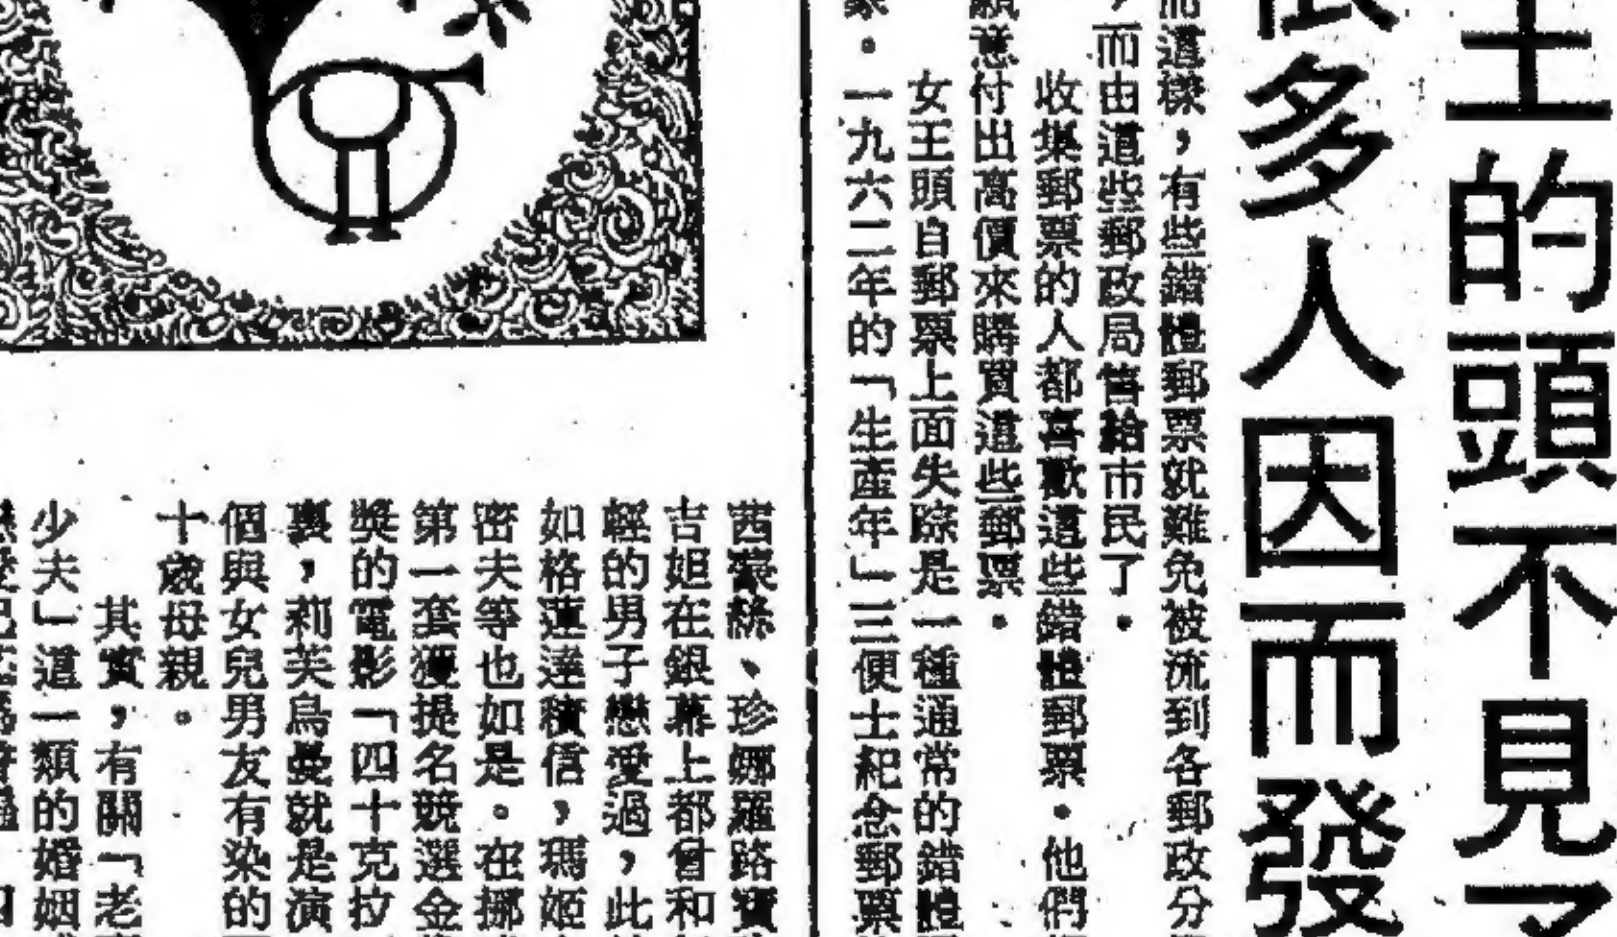 王的頭不見了
很多人因而發
而這樣，有些錯體郵票就難免被流到各郵政分
，而由這些郵政局售給市民了．
收集郵票的人都喜歡這些錯體郵票．他們
願意付出高價來購買這些郵票．
女王頭自郵票上面失踪是一種通常的錯體
象．一九六二年的「生產年」三便士紀念郵票
茜蒙絲、珍娜羅路寶
吉妲在銀幕上都曾和
輕的男子戀愛過，此
如格蓮達積信，瑪姬
密夫等也如是。在挪
第一套獲提名競選金
獎的電影「四十克拉
裏，莉芙烏曼就是演
個與女兒男友有染的
十歲母親。
其實，有關「老
少夫」這一類的婚姻